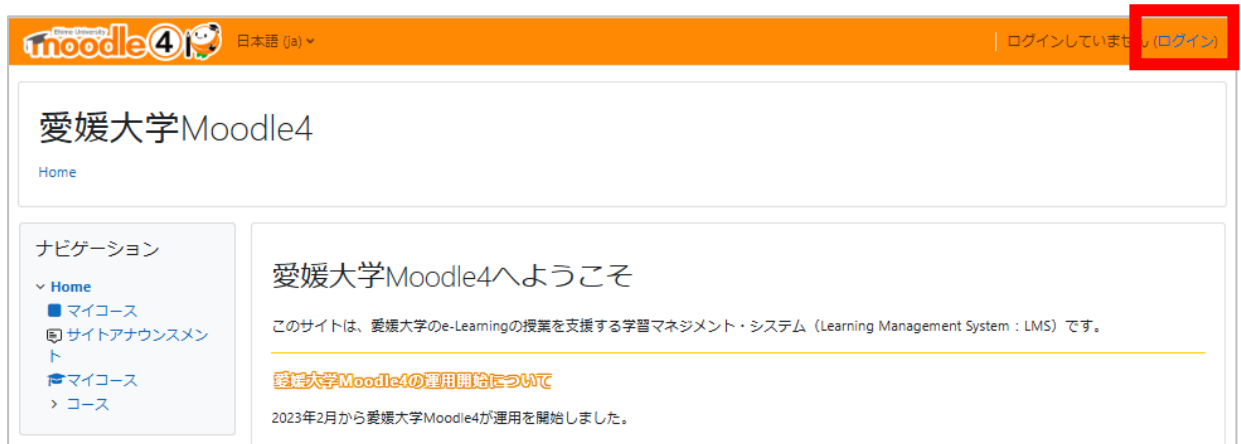 Ehime University
moodle4 日本語 (ja) ログインしていません (ログイン)
愛媛大学Moodle4
Home
ナビゲーション
Home
マイコース
サイトアナウンスメン
ト
マイコース
コース
愛媛大学Moodle4へようこそ
このサイトは、愛媛大学のe-Learningの授業を支援する学習マネジメント・システム（Learning Management System：LMS）です。
愛媛大学Moodle4の運用開始について
2023年2月から愛媛大学Moodle4が運用を開始しました。